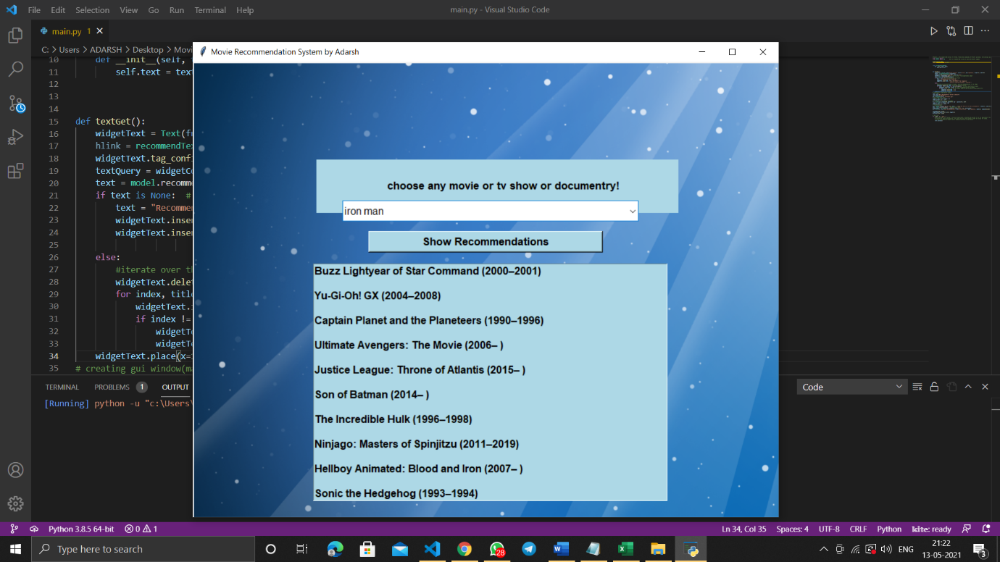 File Edit Selection View Go Run Terminal Help
main.py - Visual Studio Code
main.py 1
C: > Users > ADARSH > Desktop > Movi
Movie Recommendation System by Adarsh
10 def __init__(self,
11 self.text = text
12
13
14
15 def textGet():
16 widgetText = Text(f
17 hlink = recommendTex
18 widgetText.tag_confi
19 textQuery = widgetCo
20 text = model.recomme
21 if text is None: #
22 text = "Recommen
23 widgetText.inser
24 widgetText.inser
25
26 else:
27 #iterate over th
28 widgetText.delet
29 for index, title
30 widgetText.i
31 if index !=
32 widgetTe
33 widgetTe
34 widgetText.place(x=
35 # creating gui window(ma
choose any movie or tv show or documentry!
iron man
Show Recommendations
Buzz Lightyear of Star Command (2000–2001)
Yu-Gi-Oh! GX (2004–2008)
Captain Planet and the Planeteers (1990–1996)
Ultimate Avengers: The Movie (2006– )
Justice League: Throne of Atlantis (2015– )
Son of Batman (2014– )
The Incredible Hulk (1996–1998)
Ninjago: Masters of Spinjitzu (2011–2019)
Hellboy Animated: Blood and Iron (2007– )
Sonic the Hedgehog (1993–1994)
TERMINAL PROBLEMS 1 OUTPUT
Code
[Running] python -u "c:\Users\
Python 3.8.5 64-bit 0 1
Ln 34, Col 35 Spaces: 4 UTF-8 CRLF Python kite: ready
Type here to search
28
ENG
21:22
13-05-2021
3